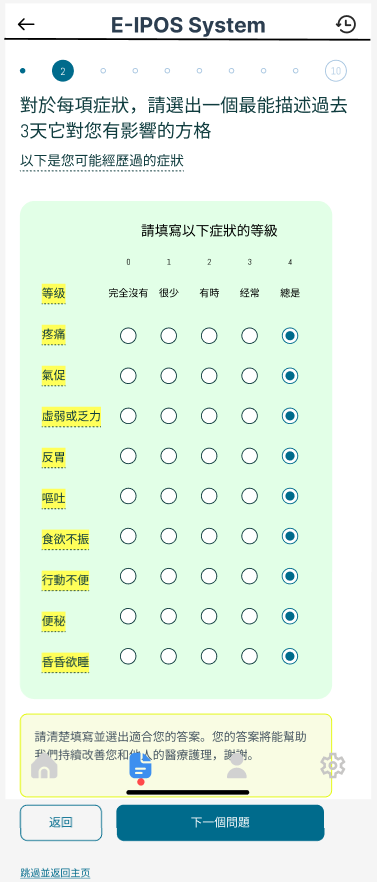 E-IPOS System
2
10
對於每項症狀，請選出一個最能描述過去
3天它對您有影響的方格
以下是您可能經歷過的症狀
請填寫以下症狀的等級
0 1 2 3 4
等級 完全沒有 很少 有時 经常 總是
疼痛
氣促
虛弱或乏力
反胃
嘔吐
食欲不振
行動不便
便秘
昏昏欲睡
請清楚填寫並選出適合您的答案。您的答案將能幫助
我們持續改善您和他人的醫療護理，謝謝。
返回
下一個問題
跳過並返回主页